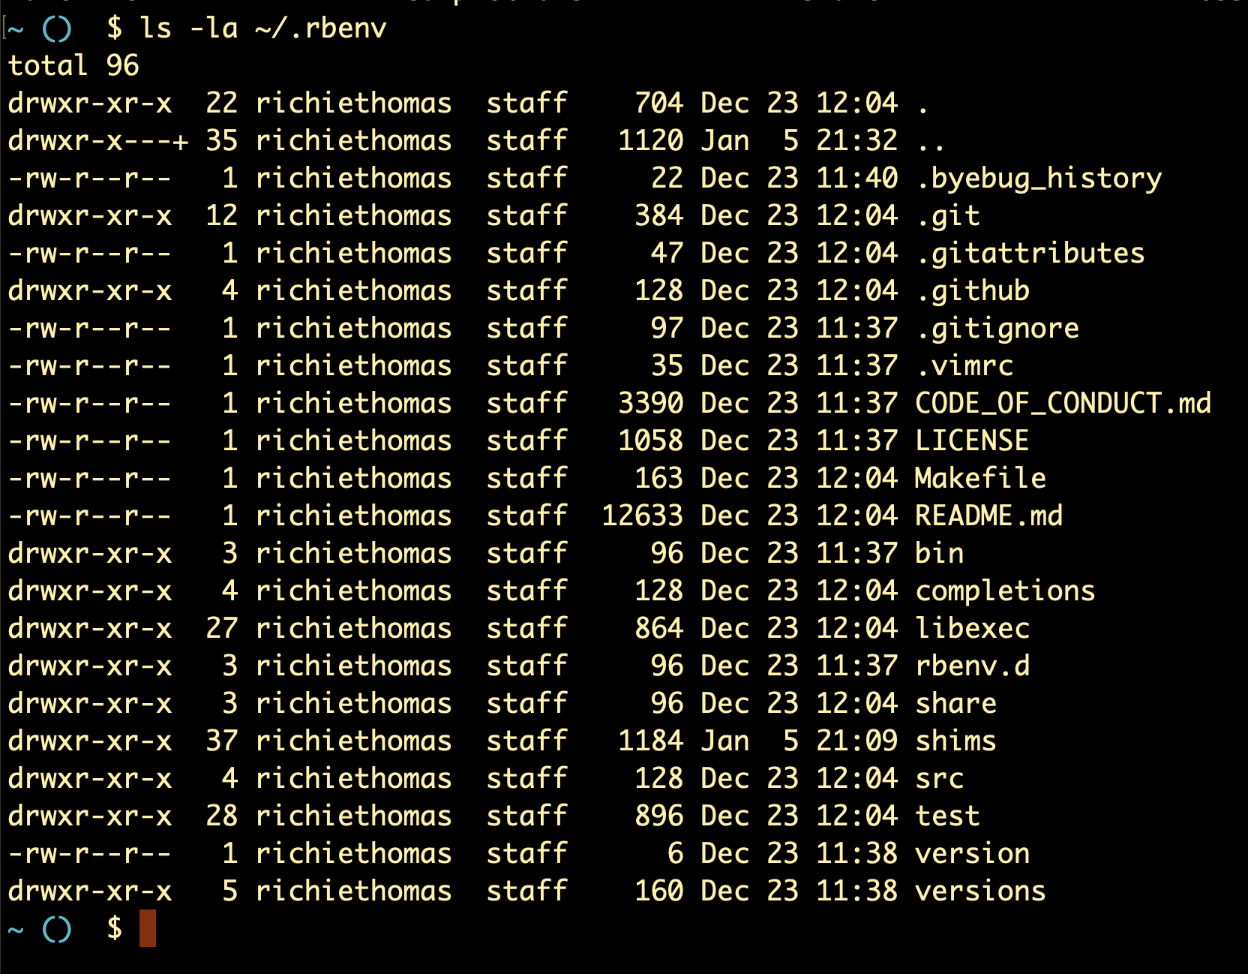 ~ () $ ls -la ~/.rbenv
total 96
drwxr-xr-x  22 richiethomas  staff    704 Dec 23 12:04 .
drwxr-x---+ 35 richiethomas  staff   1120 Jan  5 21:32 ..
-rw-r--r--   1 richiethomas  staff     22 Dec 23 11:40 .byebug_history
drwxr-xr-x  12 richiethomas  staff    384 Dec 23 12:04 .git
-rw-r--r--   1 richiethomas  staff     47 Dec 23 12:04 .gitattributes
drwxr-xr-x   4 richiethomas  staff    128 Dec 23 12:04 .github
-rw-r--r--   1 richiethomas  staff     97 Dec 23 11:37 .gitignore
-rw-r--r--   1 richiethomas  staff     35 Dec 23 11:37 .vimrc
-rw-r--r--   1 richiethomas  staff   3390 Dec 23 11:37 CODE_OF_CONDUCT.md
-rw-r--r--   1 richiethomas  staff   1058 Dec 23 11:37 LICENSE
-rw-r--r--   1 richiethomas  staff    163 Dec 23 12:04 Makefile
-rw-r--r--   1 richiethomas  staff  12633 Dec 23 12:04 README.md
drwxr-xr-x   3 richiethomas  staff     96 Dec 23 11:37 bin
drwxr-xr-x   4 richiethomas  staff    128 Dec 23 12:04 completions
drwxr-xr-x  27 richiethomas  staff    864 Dec 23 12:04 libexec
drwxr-xr-x   3 richiethomas  staff     96 Dec 23 11:37 rbenv.d
drwxr-xr-x   3 richiethomas  staff     96 Dec 23 12:04 share
drwxr-xr-x  37 richiethomas  staff   1184 Jan  5 21:09 shims
drwxr-xr-x   4 richiethomas  staff    128 Dec 23 12:04 src
drwxr-xr-x  28 richiethomas  staff    896 Dec 23 12:04 test
-rw-r--r--   1 richiethomas  staff      6 Dec 23 11:38 version
drwxr-xr-x   5 richiethomas  staff    160 Dec 23 11:38 versions
~ () $